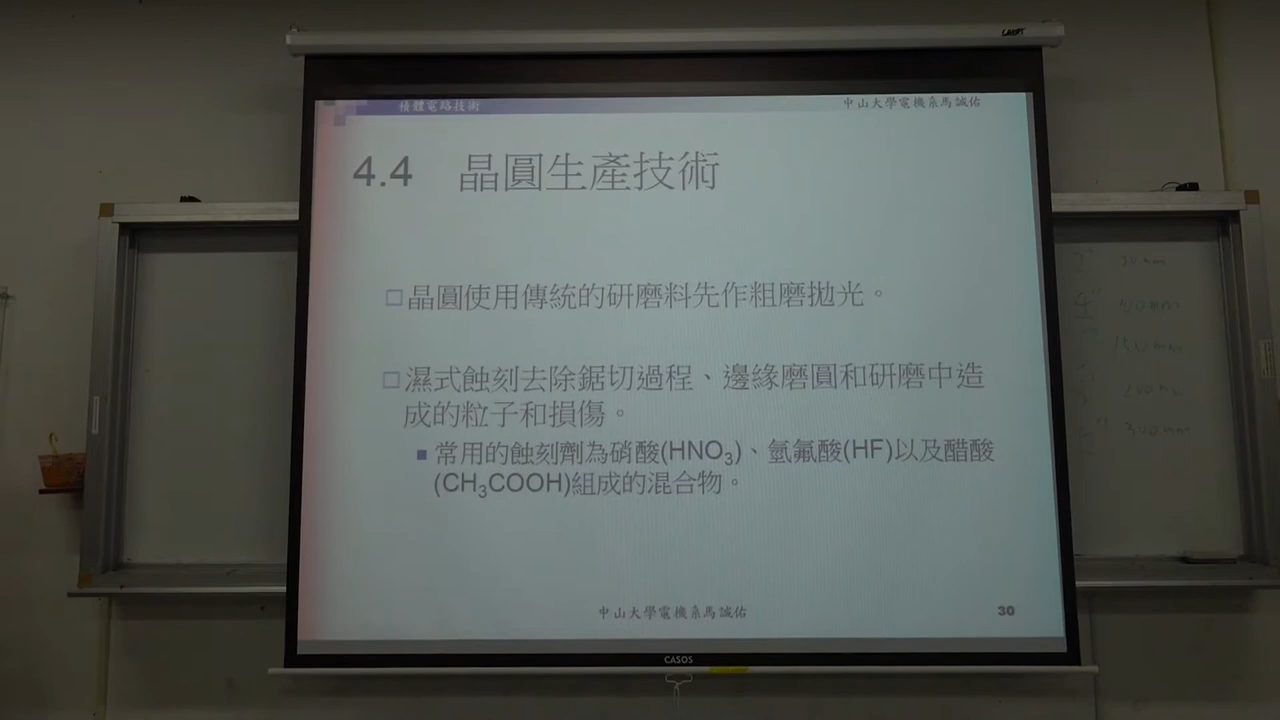 積體電路技術
中山大學電機系馬誠佑
4.4 晶圓生產技術
晶圓使用傳統的研磨料先作粗磨拋光。
濕式蝕刻去除鋸切過程、邊緣磨圓和研磨中造
成的粒子和損傷。
常用的蝕刻劑為硝酸(HNO₃)、氫氟酸(HF)以及醋酸
(CH₃COOH)組成的混合物。
中山大學電機系馬誠佑
30
CASOS
100mm
150mm
200
300mm